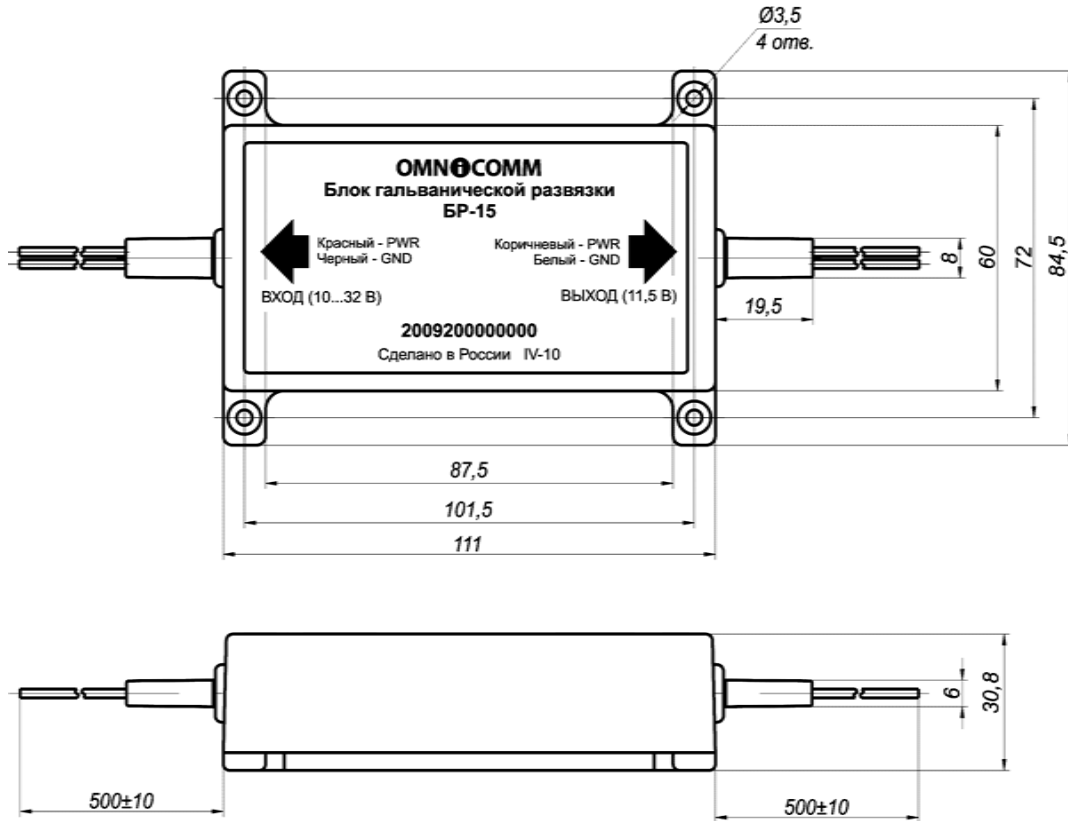 Ø3,5
4 отв.
OMNiCOMM
Блок гальванической развязки
БР-15
Красный - PWR
Черный - GND
Коричневый - PWR
Белый - GND
ВХОД (10...32 В)
ВЫХОД (11,5 В)
2009200000000
Сделано в России IV-10
8
60
72
84,5
19,5
87,5
101,5
111
6
30,8
500±10
500±10